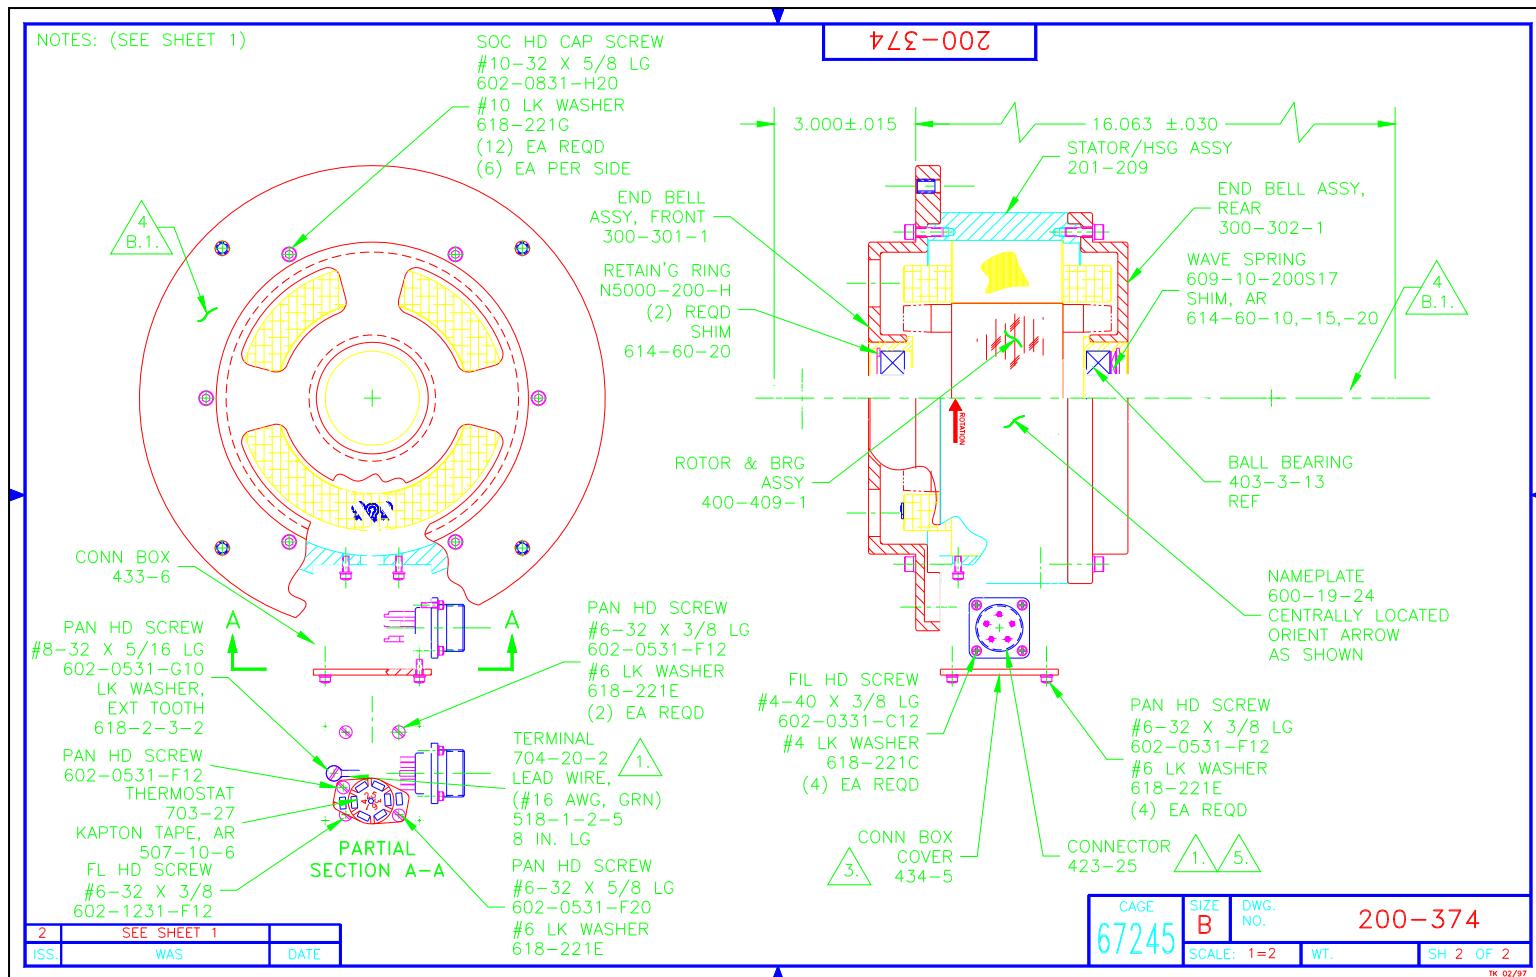 NOTES: (SEE SHEET 1)
200-374
SOC HD CAP SCREW
#10-32 X 5/8 LG
602-0831-H20
#10 LK WASHER
618-221G
(12) EA REQD
(6) EA PER SIDE
3.000±.015
16.063 ±.030
STATOR/HSG ASSY
201-209
END BELL
ASSY, FRONT
300-301-1
END BELL ASSY,
REAR
300-302-1
4
B.1.
RETAIN'G RING
N5000-200-H
(2) REQD
SHIM
614-60-20
WAVE SPRING
609-10-200S17
SHIM, AR
614-60-10,-15,-20
4
B.1.
ROTATION
ROTOR & BRG
ASSY
400-409-1
BALL BEARING
403-3-13
REF
CONN BOX
433-6
NAMEPLATE
600-19-24
CENTRALLY LOCATED
ORIENT ARROW
AS SHOWN
A
A
PAN HD SCREW
#8-32 X 5/16 LG
602-0531-G10
LK WASHER,
EXT TOOTH
618-2-3-2
PAN HD SCREW
#6-32 X 3/8 LG
602-0531-F12
#6 LK WASHER
618-221E
(2) EA REQD
FIL HD SCREW
#4-40 X 3/8 LG
602-0331-C12
#4 LK WASHER
618-221C
(4) EA REQD
PAN HD SCREW
#6-32 X 3/8 LG
602-0531-F12
#6 LK WASHER
618-221E
(4) EA REQD
PAN HD SCREW
602-0531-F12
THERMOSTAT
703-27
KAPTON TAPE, AR
507-10-6
FL HD SCREW
#6-32 X 3/8
602-1231-F12
TERMINAL
704-20-2
LEAD WIRE,
(#16 AWG, GRN)
518-1-2-5
8 IN. LG
1.
PARTIAL
SECTION A-A
PAN HD SCREW
#6-32 X 5/8 LG
602-0531-F20
#6 LK WASHER
618-221E
CONN BOX
COVER
434-5
3.
CONNECTOR
423-25
1.
5.
2 SEE SHEET 1
ISS. WAS DATE
CAGE
67245
SIZE
B
DWG.
NO.
200-374
SCALE: 1=2
WT.
SH 2 OF 2
TK 02/97